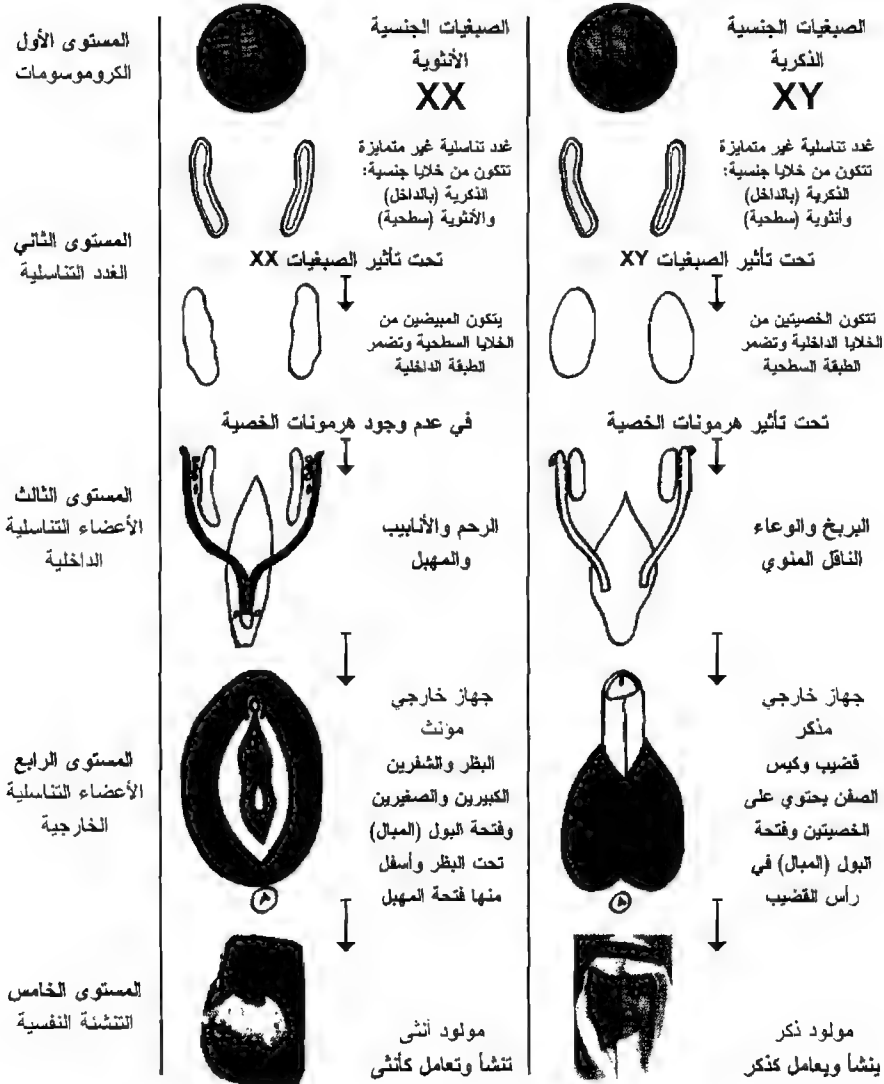 المستوى الأول
الكروموسومات
الصبغيات الجنسية
الأنثوية
XX
الصبغيات الجنسية
الذكرية
XY
المستوى الثاني
الغدد التناسلية
غدد تناسلية غير متمايزة
تتكون من خلايا جنسية:
الذكرية (بالداخل)
والأنثوية (سطحية)
تحت تأثير الصبغيات XX
يتكون المبيضين من
الخلايا السطحية وتضمر
الطبقة الداخلية
غدد تناسلية غير متمايزة
تتكون من خلايا جنسية:
الذكرية (بالداخل)
وأنثوية (سطحية)
تحت تأثير الصبغيات XY
تتكون الخصيتين من
الخلايا الداخلية وتضمر
الطبقة السطحية
المستوى الثالث
الأعضاء التناسلية
الداخلية
في عدم وجود هرمونات الخصية
الرحم والأنابيب
والمهبل
تحت تأثير هرمونات الخصية
البربخ والوعاء
الناقل المنوي
المستوى الرابع
الأعضاء التناسلية
الخارجية
جهاز خارجي
مؤنث
البظر والشفرين
الكبيرين والصغيرين
وفتحة البول (المبال)
تحت البظر وأسفل
منها فتحة المهبل
جهاز خارجي
مذكر
قضيب وكيس
الصفن يحتوي على
الخصيتين وفتحة
البول (المبال) في
رأس القضيب
المستوى الخامس
التنشئة النفسية
مولود أنثى
تنشأ وتعامل كأنثى
مولود ذكر
ينشأ ويعامل كذكر